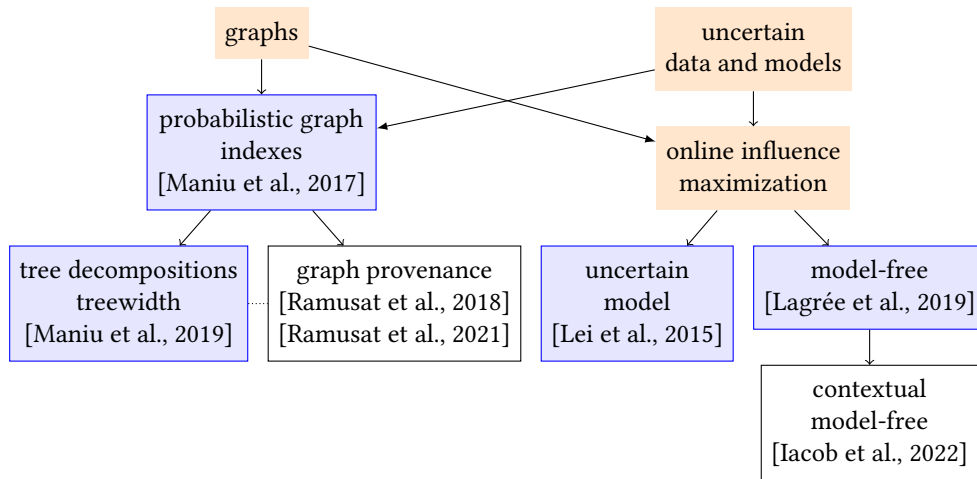 graphs
uncertain
data and models
probabilistic graph
indexes
[Maniu et al., 2017]
online influence
maximization
tree decompositions
treewidth
[Maniu et al., 2019]
graph provenance
[Ramusat et al., 2018]
[Ramusat et al., 2021]
uncertain
model
[Lei et al., 2015]
model-free
[Lagrée et al., 2019]
contextual
model-free
[Iacob et al., 2022]